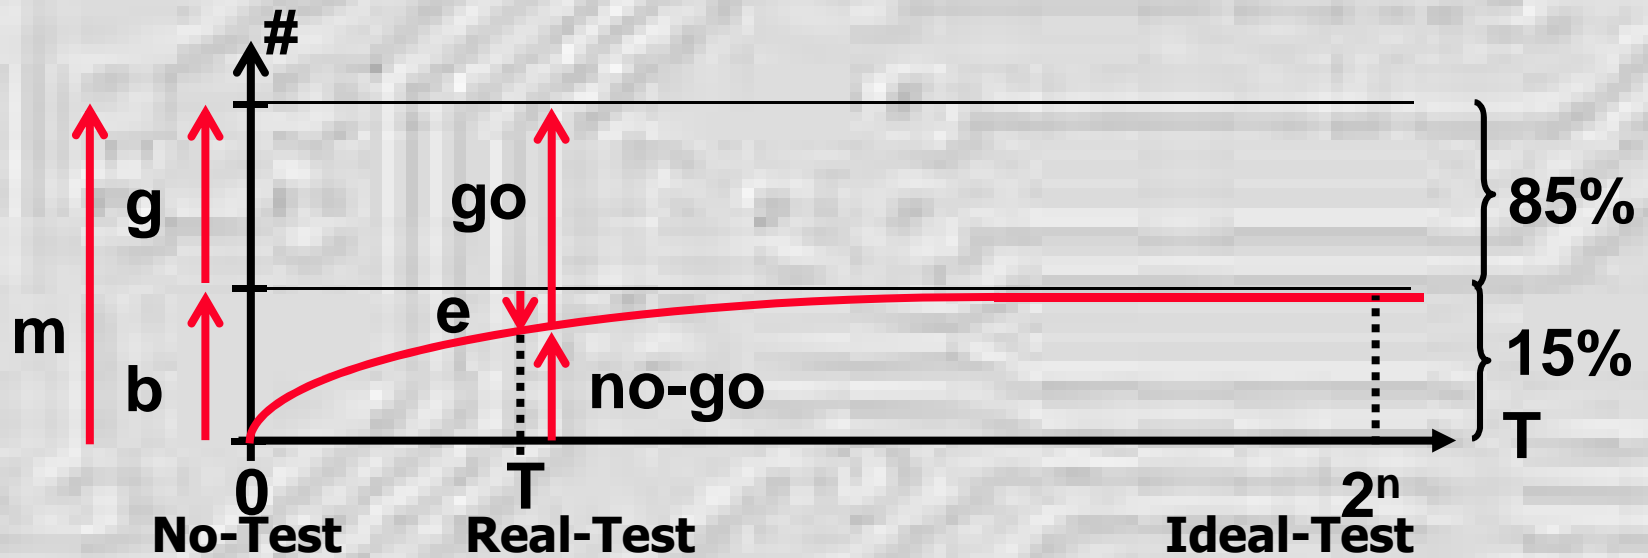 #
g
go
85%
e
m
15%
b
no-go
T
0
T
2ⁿ
No-Test
Real-Test
Ideal-Test